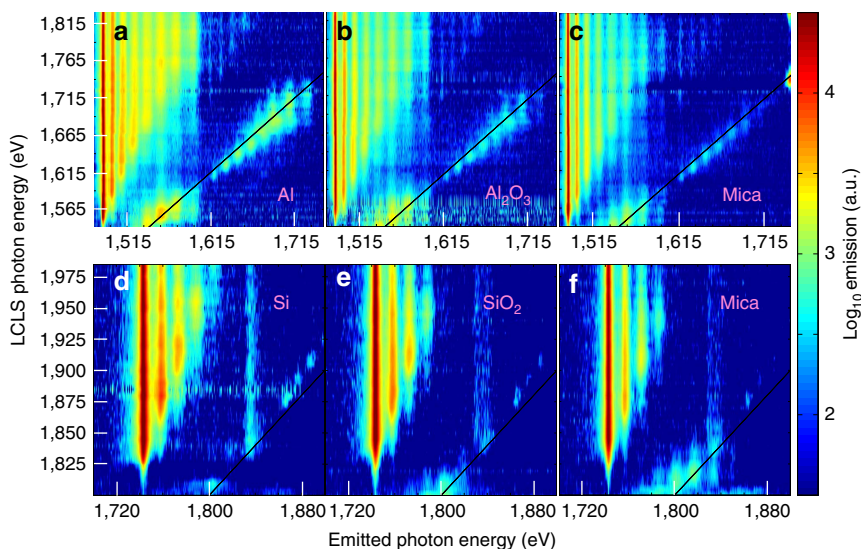 a b c
1,815
1,765
1,715
1,665
1,615
1,565
Al Al₂O₃ Mica
1,515 1,615 1,715 1,515 1,615 1,715 1,515 1,615 1,715
d e f
1,975
1,950
1,925
1,900
1,875
1,850
1,825
Si SiO₂ Mica
1,720 1,800 1,880 1,720 1,800 1,880 1,720 1,800 1,880
LCLS photon energy (eV)
Emitted photon energy (eV)
4
3
2
Log₁₀ emission (a.u.)